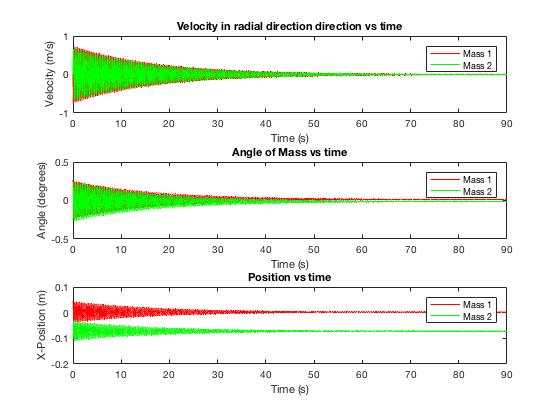 Velocity in radial direction direction vs time
1
0
-1
Velocity (m/s)
Mass 1
Mass 2
0 10 20 30 40 50 60 70 80 90
Time (s)
Angle of Mass vs time
0.5
0
-0.5
Angle (degrees)
Mass 1
Mass 2
0 10 20 30 40 50 60 70 80 90
Time (s)
Position vs time
0.1
0
-0.1
-0.2
X-Position (m)
Mass 1
Mass 2
0 10 20 30 40 50 60 70 80 90
Time (s)